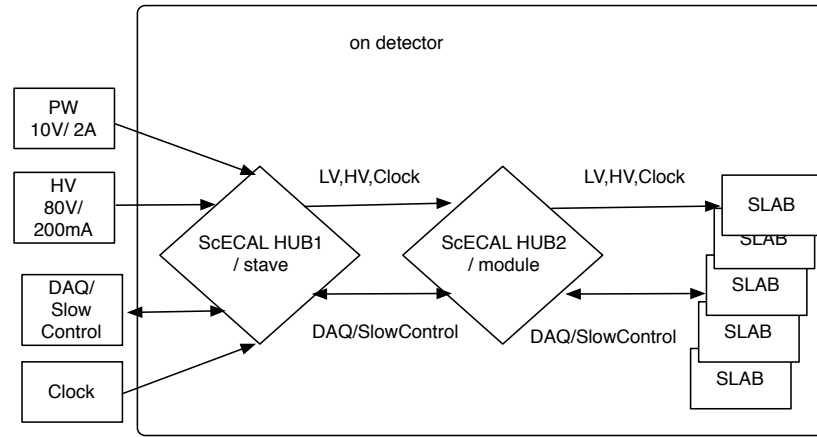 on detector
PW
10V/ 2A
HV
80V/
200mA
DAQ/
Slow
Control
Clock
ScECAL HUB1
/ stave
LV,HV,Clock
DAQ/SlowControl
ScECAL HUB2
/ module
LV,HV,Clock
DAQ/SlowControl
SLAB
SLAB
SLAB
SLAB
SLAB